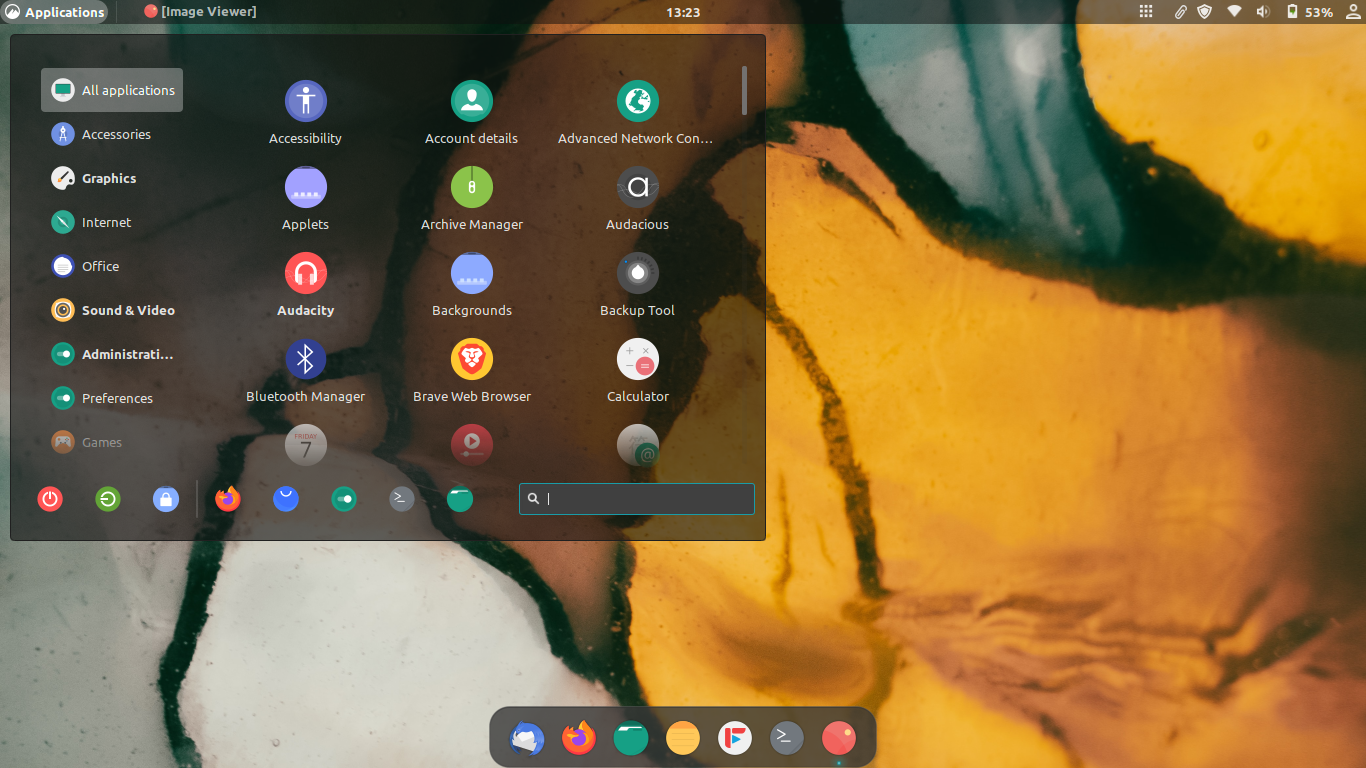 Applications
[Image Viewer]
13:23
53%
All applications
Accessories
Graphics
Internet
Office
Sound & Video
Administrati...
Preferences
Games
Accessibility
Account details
Advanced Network Con...
Applets
Archive Manager
Audacious
Audacity
Backgrounds
Backup Tool
Bluetooth Manager
Brave Web Browser
Calculator
FRIDAY
7